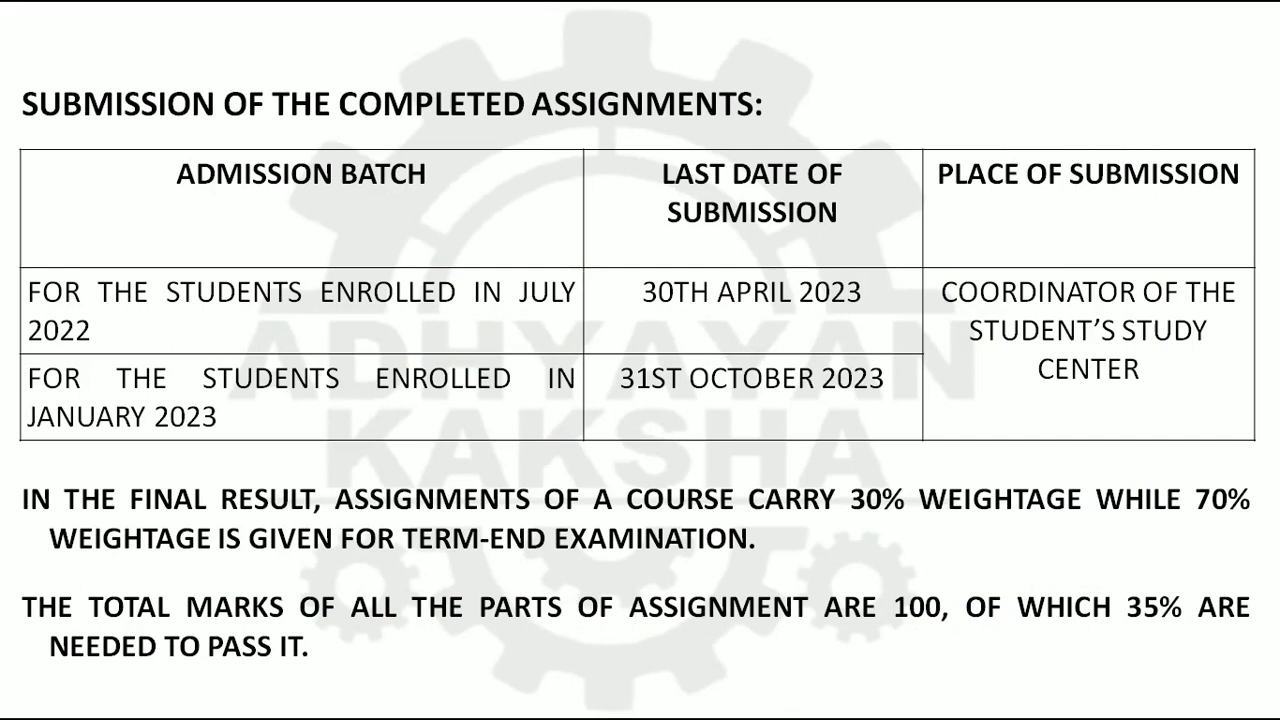 SUBMISSION OF THE COMPLETED ASSIGNMENTS:
ADMISSION BATCH
LAST DATE OF
SUBMISSION
PLACE OF SUBMISSION
FOR THE STUDENTS ENROLLED IN JULY
2022
30TH APRIL 2023
COORDINATOR OF THE
STUDENT’S STUDY
CENTER
FOR THE STUDENTS ENROLLED IN
JANUARY 2023
31ST OCTOBER 2023
ADHYAYAN
KAKSHA
IN THE FINAL RESULT, ASSIGNMENTS OF A COURSE CARRY 30% WEIGHTAGE WHILE 70%
WEIGHTAGE IS GIVEN FOR TERM-END EXAMINATION.
THE TOTAL MARKS OF ALL THE PARTS OF ASSIGNMENT ARE 100, OF WHICH 35% ARE
NEEDED TO PASS IT.